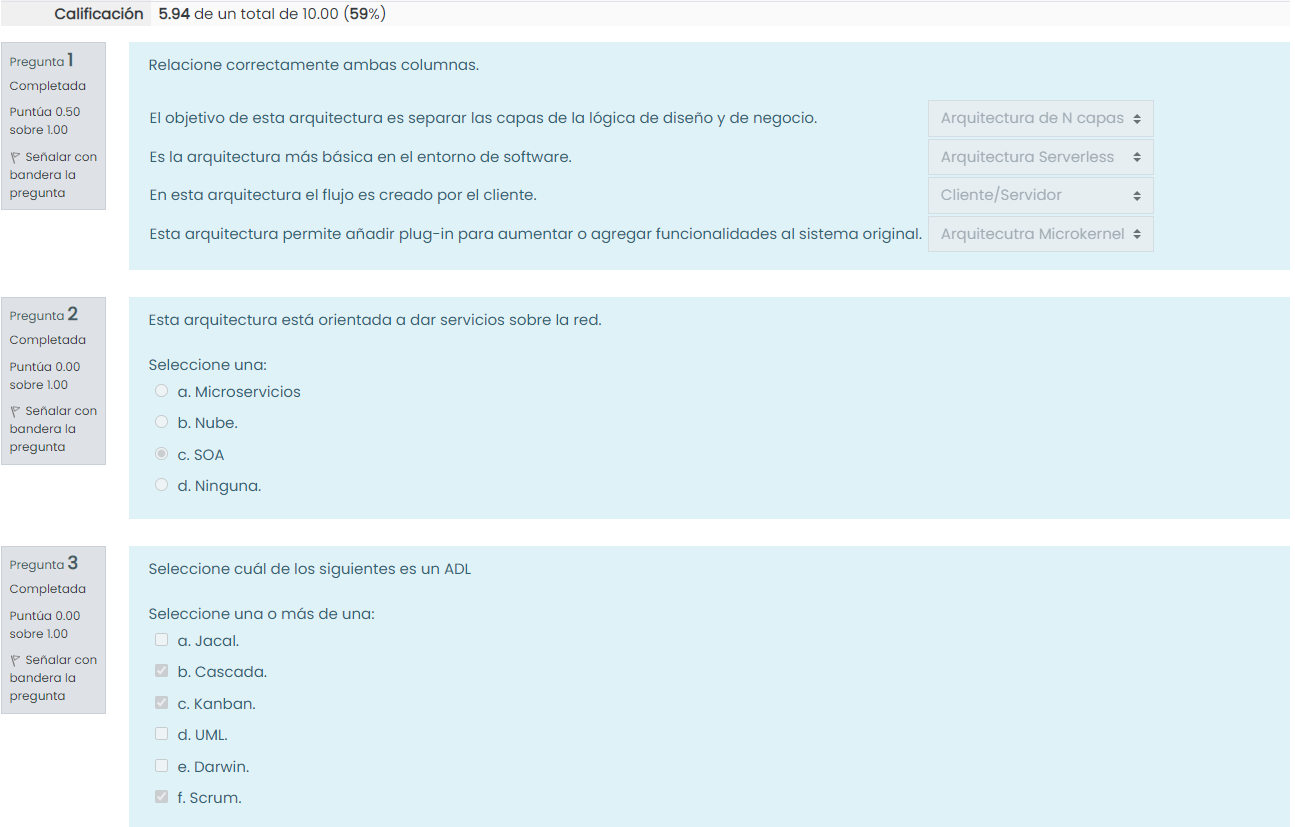 Calificación 5.94 de un total de 10.00 (59%)
Pregunta 1
Completada
Puntúa 0.50
sobre 1.00
Señalar con
bandera la
pregunta
Relacione correctamente ambas columnas.
El objetivo de esta arquitectura es separar las capas de la lógica de diseño y de negocio. Arquitectura de N capas
Es la arquitectura más básica en el entorno de software. Arquitectura Serverless
En esta arquitectura el flujo es creado por el cliente. Cliente/Servidor
Esta arquitectura permite añadir plug-in para aumentar o agregar funcionalidades al sistema original. Arquitecutra Microkernel
Pregunta 2
Completada
Puntúa 0.00
sobre 1.00
Señalar con
bandera la
pregunta
Esta arquitectura está orientada a dar servicios sobre la red.
Seleccione una:
a. Microservicios
b. Nube.
c. SOA
d. Ninguna.
Pregunta 3
Completada
Puntúa 0.00
sobre 1.00
Señalar con
bandera la
pregunta
Seleccione cuál de los siguientes es un ADL
Seleccione una o más de una:
a. Jacal.
b. Cascada.
c. Kanban.
d. UML.
e. Darwin.
f. Scrum.